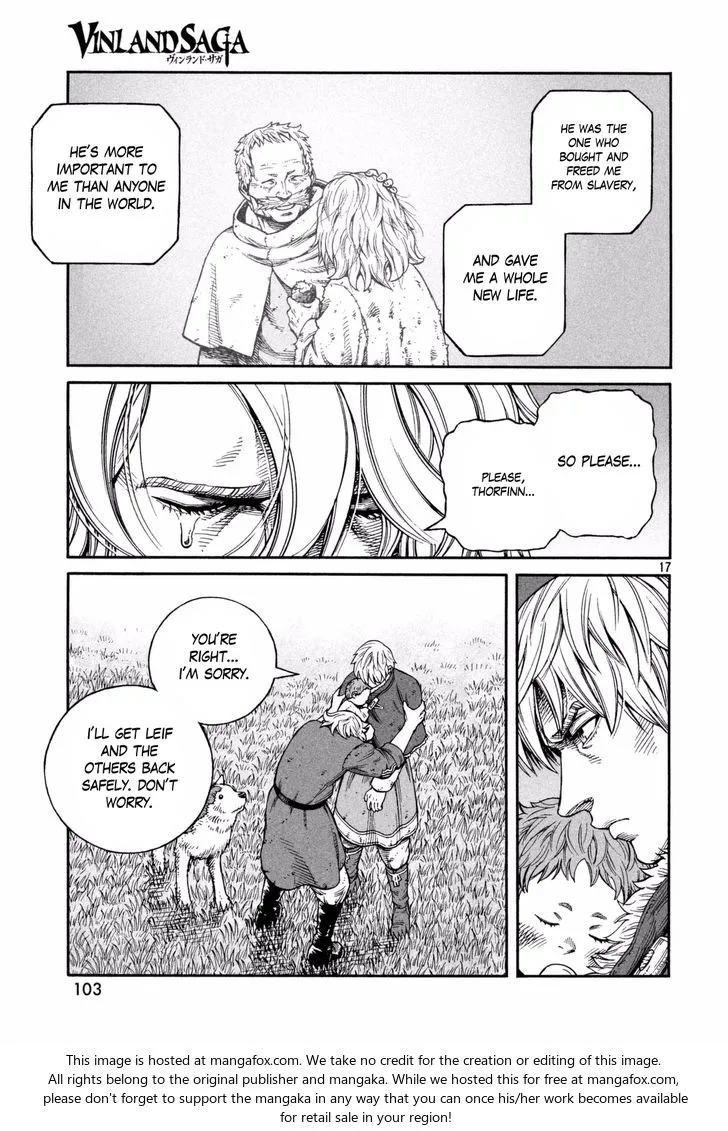 VINLAND SAGA
ヴィンランド・サガ
HE WAS THE
ONE WHO
BOUGHT AND
FREED ME
FROM SLAVERY,
AND GAVE
ME A WHOLE
NEW LIFE.
HE'S MORE
IMPORTANT TO
ME THAN ANYONE
IN THE WORLD.
SO PLEASE...
PLEASE,
THORFINN...
17
YOU'RE
RIGHT...
I'M SORRY.
I'LL GET LEIF
AND THE
OTHERS BACK
SAFELY. DON'T
WORRY.
103
This image is hosted at mangafox.com. We take no credit for the creation or editing of this image.
All rights belong to the original publisher and mangaka. While we hosted this for free at mangafox.com,
please don't forget to support the mangaka in any way that you can once his/her work becomes available
for retail sale in your region!